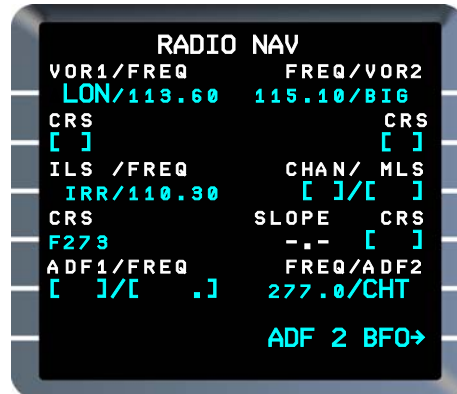 RADIO NAV
VOR1/FREQ FREQ/VOR2
LON/113.60 115.10/BIG
CRS CRS
[ ] [ ]
ILS /FREQ CHAN/ MLS
IRR/110.30 [ ]/[ ]
CRS SLOPE CRS
F273 -.- [ ]
ADF1/FREQ FREQ/ADF2
[ ]/[ .] 277.0/CHT
ADF 2 BFO→